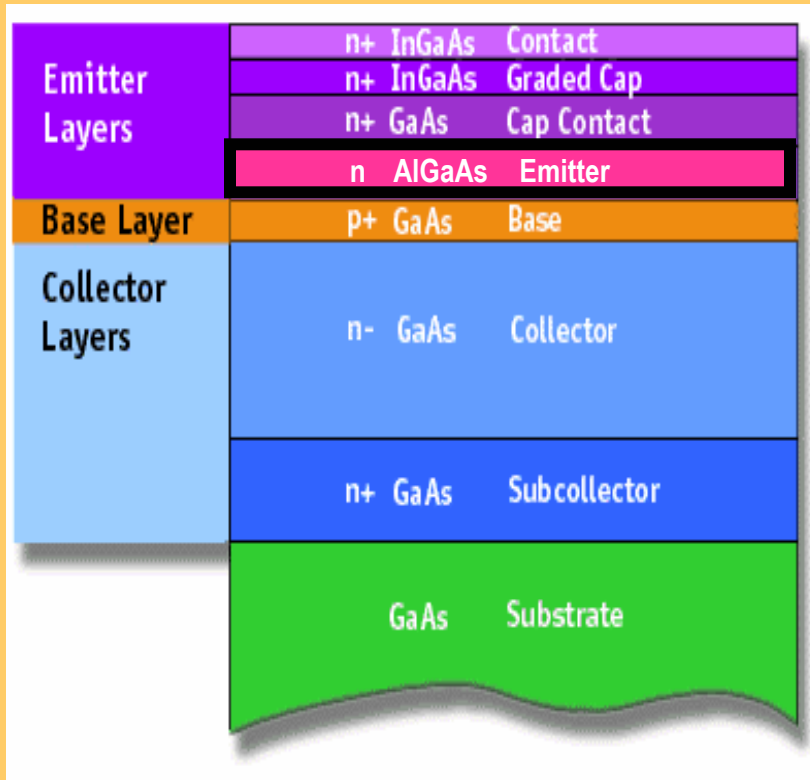 Emitter
Layers
n+ InGaAs Contact
n+ InGaAs Graded Cap
n+ GaAs Cap Contact
n AlGaAs Emitter
Base Layer
p+ GaAs Base
Collector
Layers
n- GaAs Collector
n+ GaAs Subcollector
GaAs Substrate